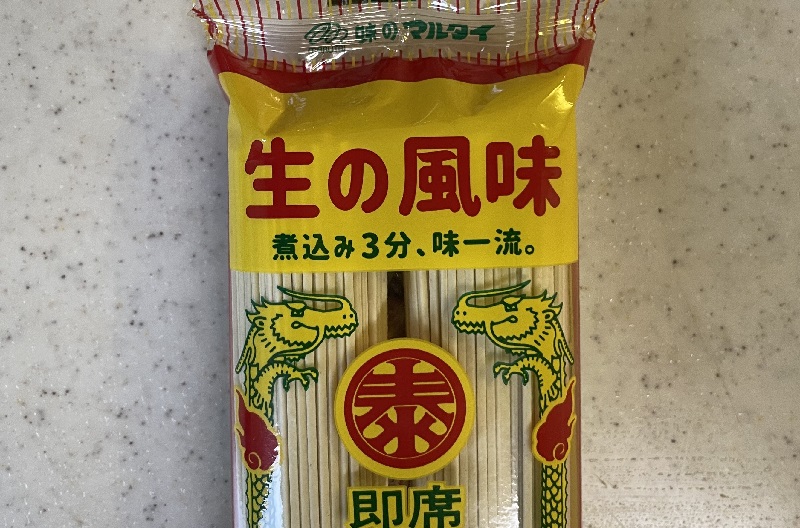 味のマルタイ
生の風味
煮込み3分、味一流。
泰
即席